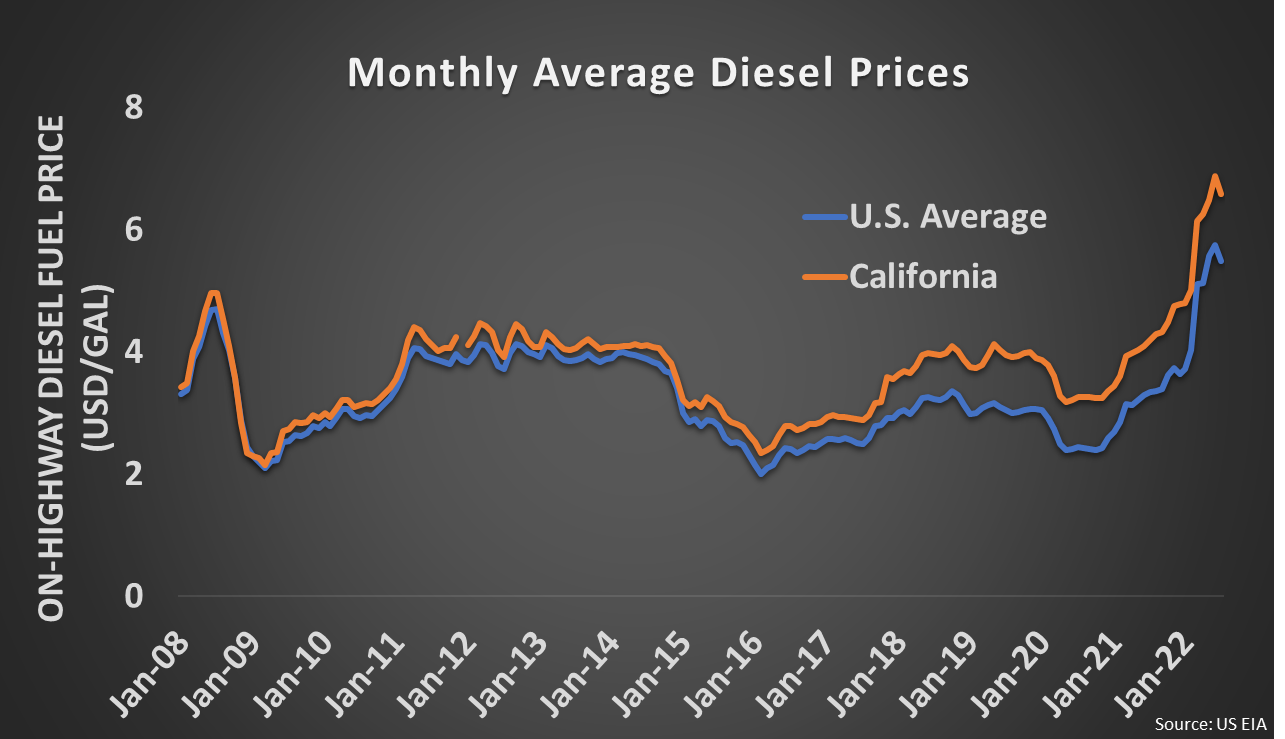 Monthly Average Diesel Prices
ON-HIGHWAY DIESEL FUEL PRICE
(USD/GAL)
8
6
4
2
0
U.S. Average
California
Jan-08
Jan-09
Jan-10
Jan-11
Jan-12
Jan-13
Jan-14
Jan-15
Jan-16
Jan-17
Jan-18
Jan-19
Jan-20
Jan-21
Jan-22
Source: US EIA